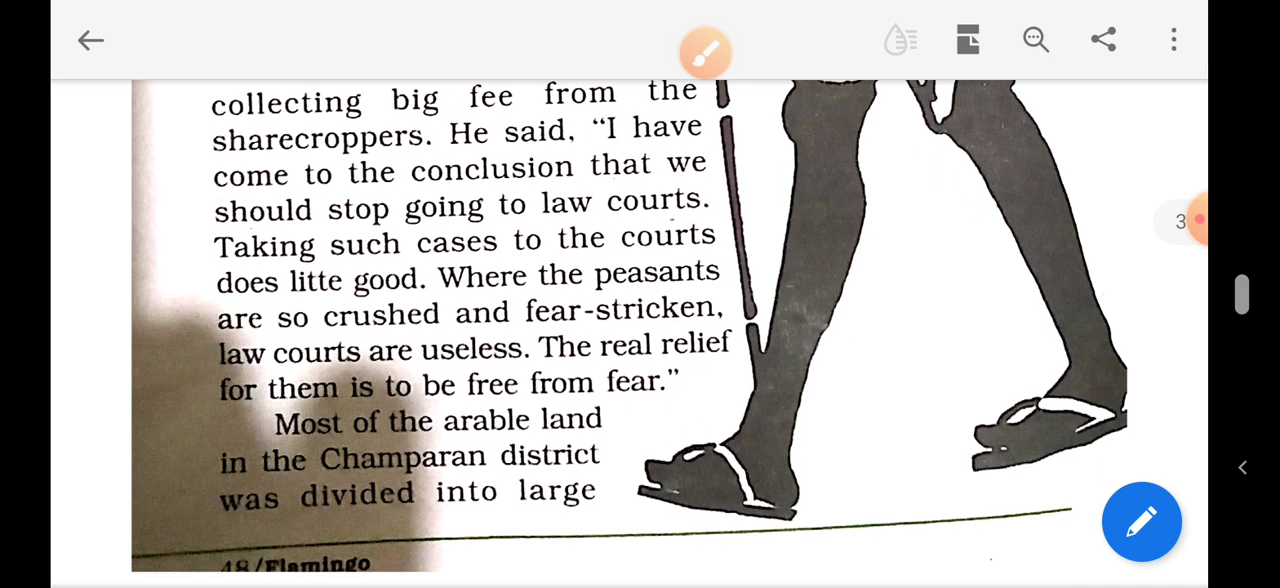 collecting big fee from the
sharecroppers. He said, “I have
come to the conclusion that we
should stop going to law courts.
Taking such cases to the courts
does litte good. Where the peasants
are so crushed and fear-stricken,
law courts are useless. The real relief
for them is to be free from fear.”
Most of the arable land
in the Champaran district
was divided into large
48/Flamingo
3